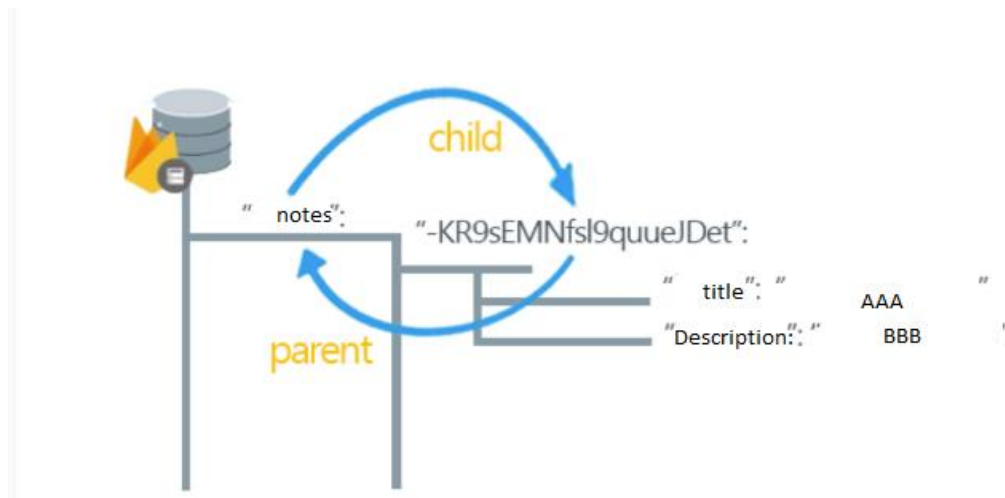 child
" notes":
"-KR9sEMNfsl9quueJDet":
" title": " AAA "
"Description:": " BBB "
parent